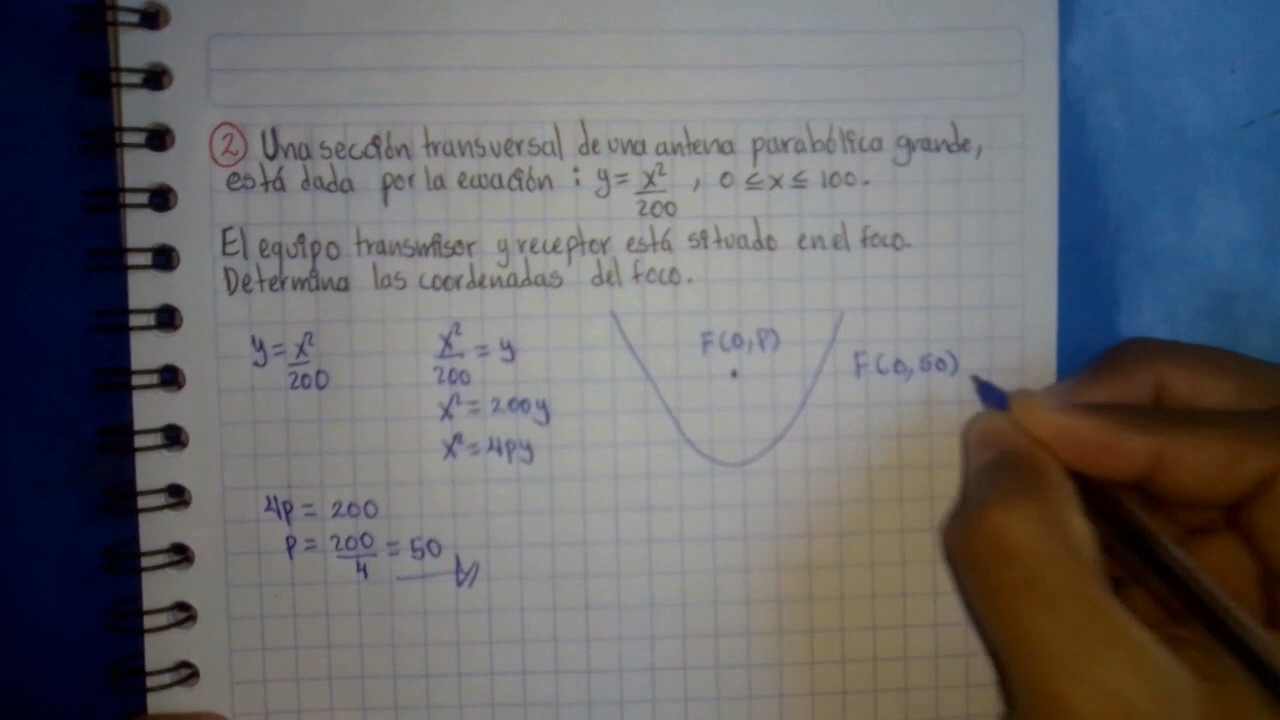 ② Una sección transversal de una antena parabólica grande,
está dada por la ecuación : y = x²/200 , 0 ≤ x ≤ 100.
El equipo transmisor y receptor está situado en el foco.
Determina las coordenadas del foco.
y = x²/200
x²/200 = y
x² = 200y
x² = 4py
F(0,P)
F(0,50)
4p = 200
p = 200/4 = 50